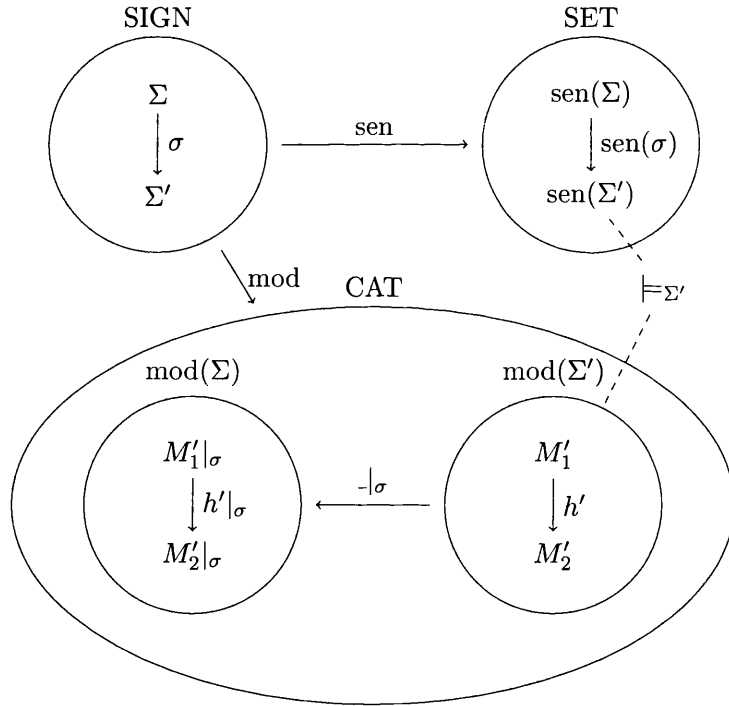 SIGN
SET
Σ
σ
Σ′
sen
sen(Σ)
sen(σ)
sen(Σ′)
mod
CAT
⊨Σ′
mod(Σ)
mod(Σ′)
M′₁|σ
h′|σ
M′₂|σ
_|σ
M′₁
h′
M′₂